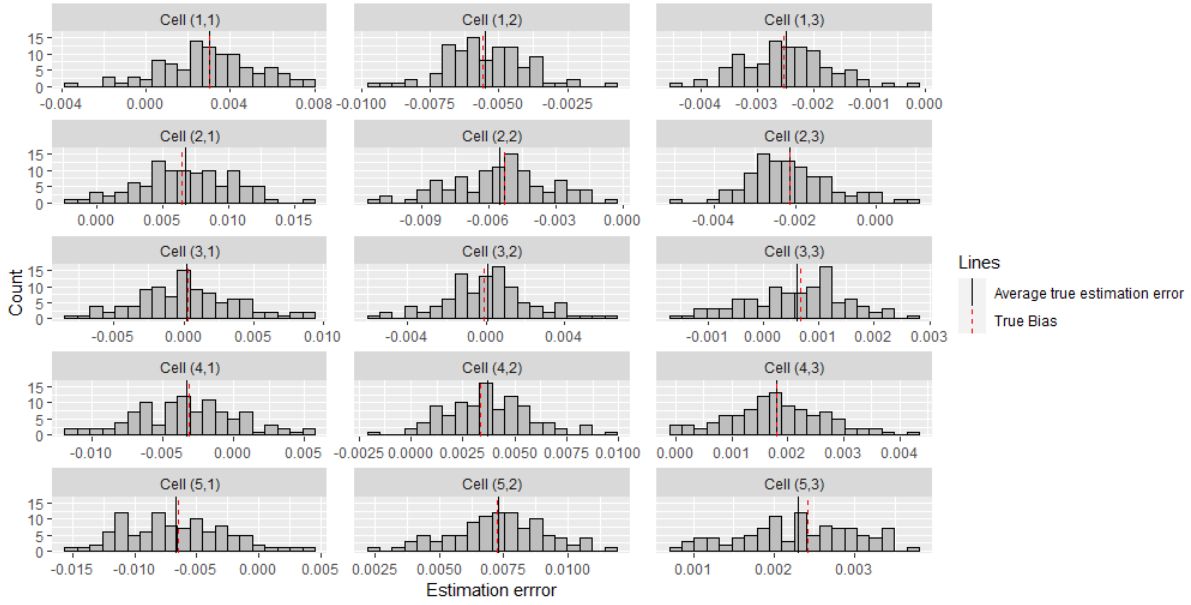 Cell (1,1) Cell (1,2) Cell (1,3)
15
10
5
0
-0.004 0.000 0.004 0.008 -0.0100 -0.0075 -0.0050 -0.0025 -0.004 -0.003 -0.002 -0.001 0.000
Cell (2,1) Cell (2,2) Cell (2,3)
15
10
5
0
0.000 0.005 0.010 0.015 -0.009 -0.006 -0.003 0.000 -0.004 -0.002 0.000
Cell (3,1) Cell (3,2) Cell (3,3)
15
10
5
0
-0.005 0.000 0.005 0.010 -0.004 0.000 0.004 -0.001 0.000 0.001 0.002 0.003
Cell (4,1) Cell (4,2) Cell (4,3)
15
10
5
0
-0.010 -0.005 0.000 0.005 -0.0025 0.0000 0.0025 0.0050 0.0075 0.0100 0.000 0.001 0.002 0.003 0.004
Cell (5,1) Cell (5,2) Cell (5,3)
15
10
5
0
-0.015 -0.010 -0.005 0.000 0.005 0.0025 0.0050 0.0075 0.0100 0.001 0.002 0.003
Count
Estimation errror
Lines
Average true estimation error
True Bias